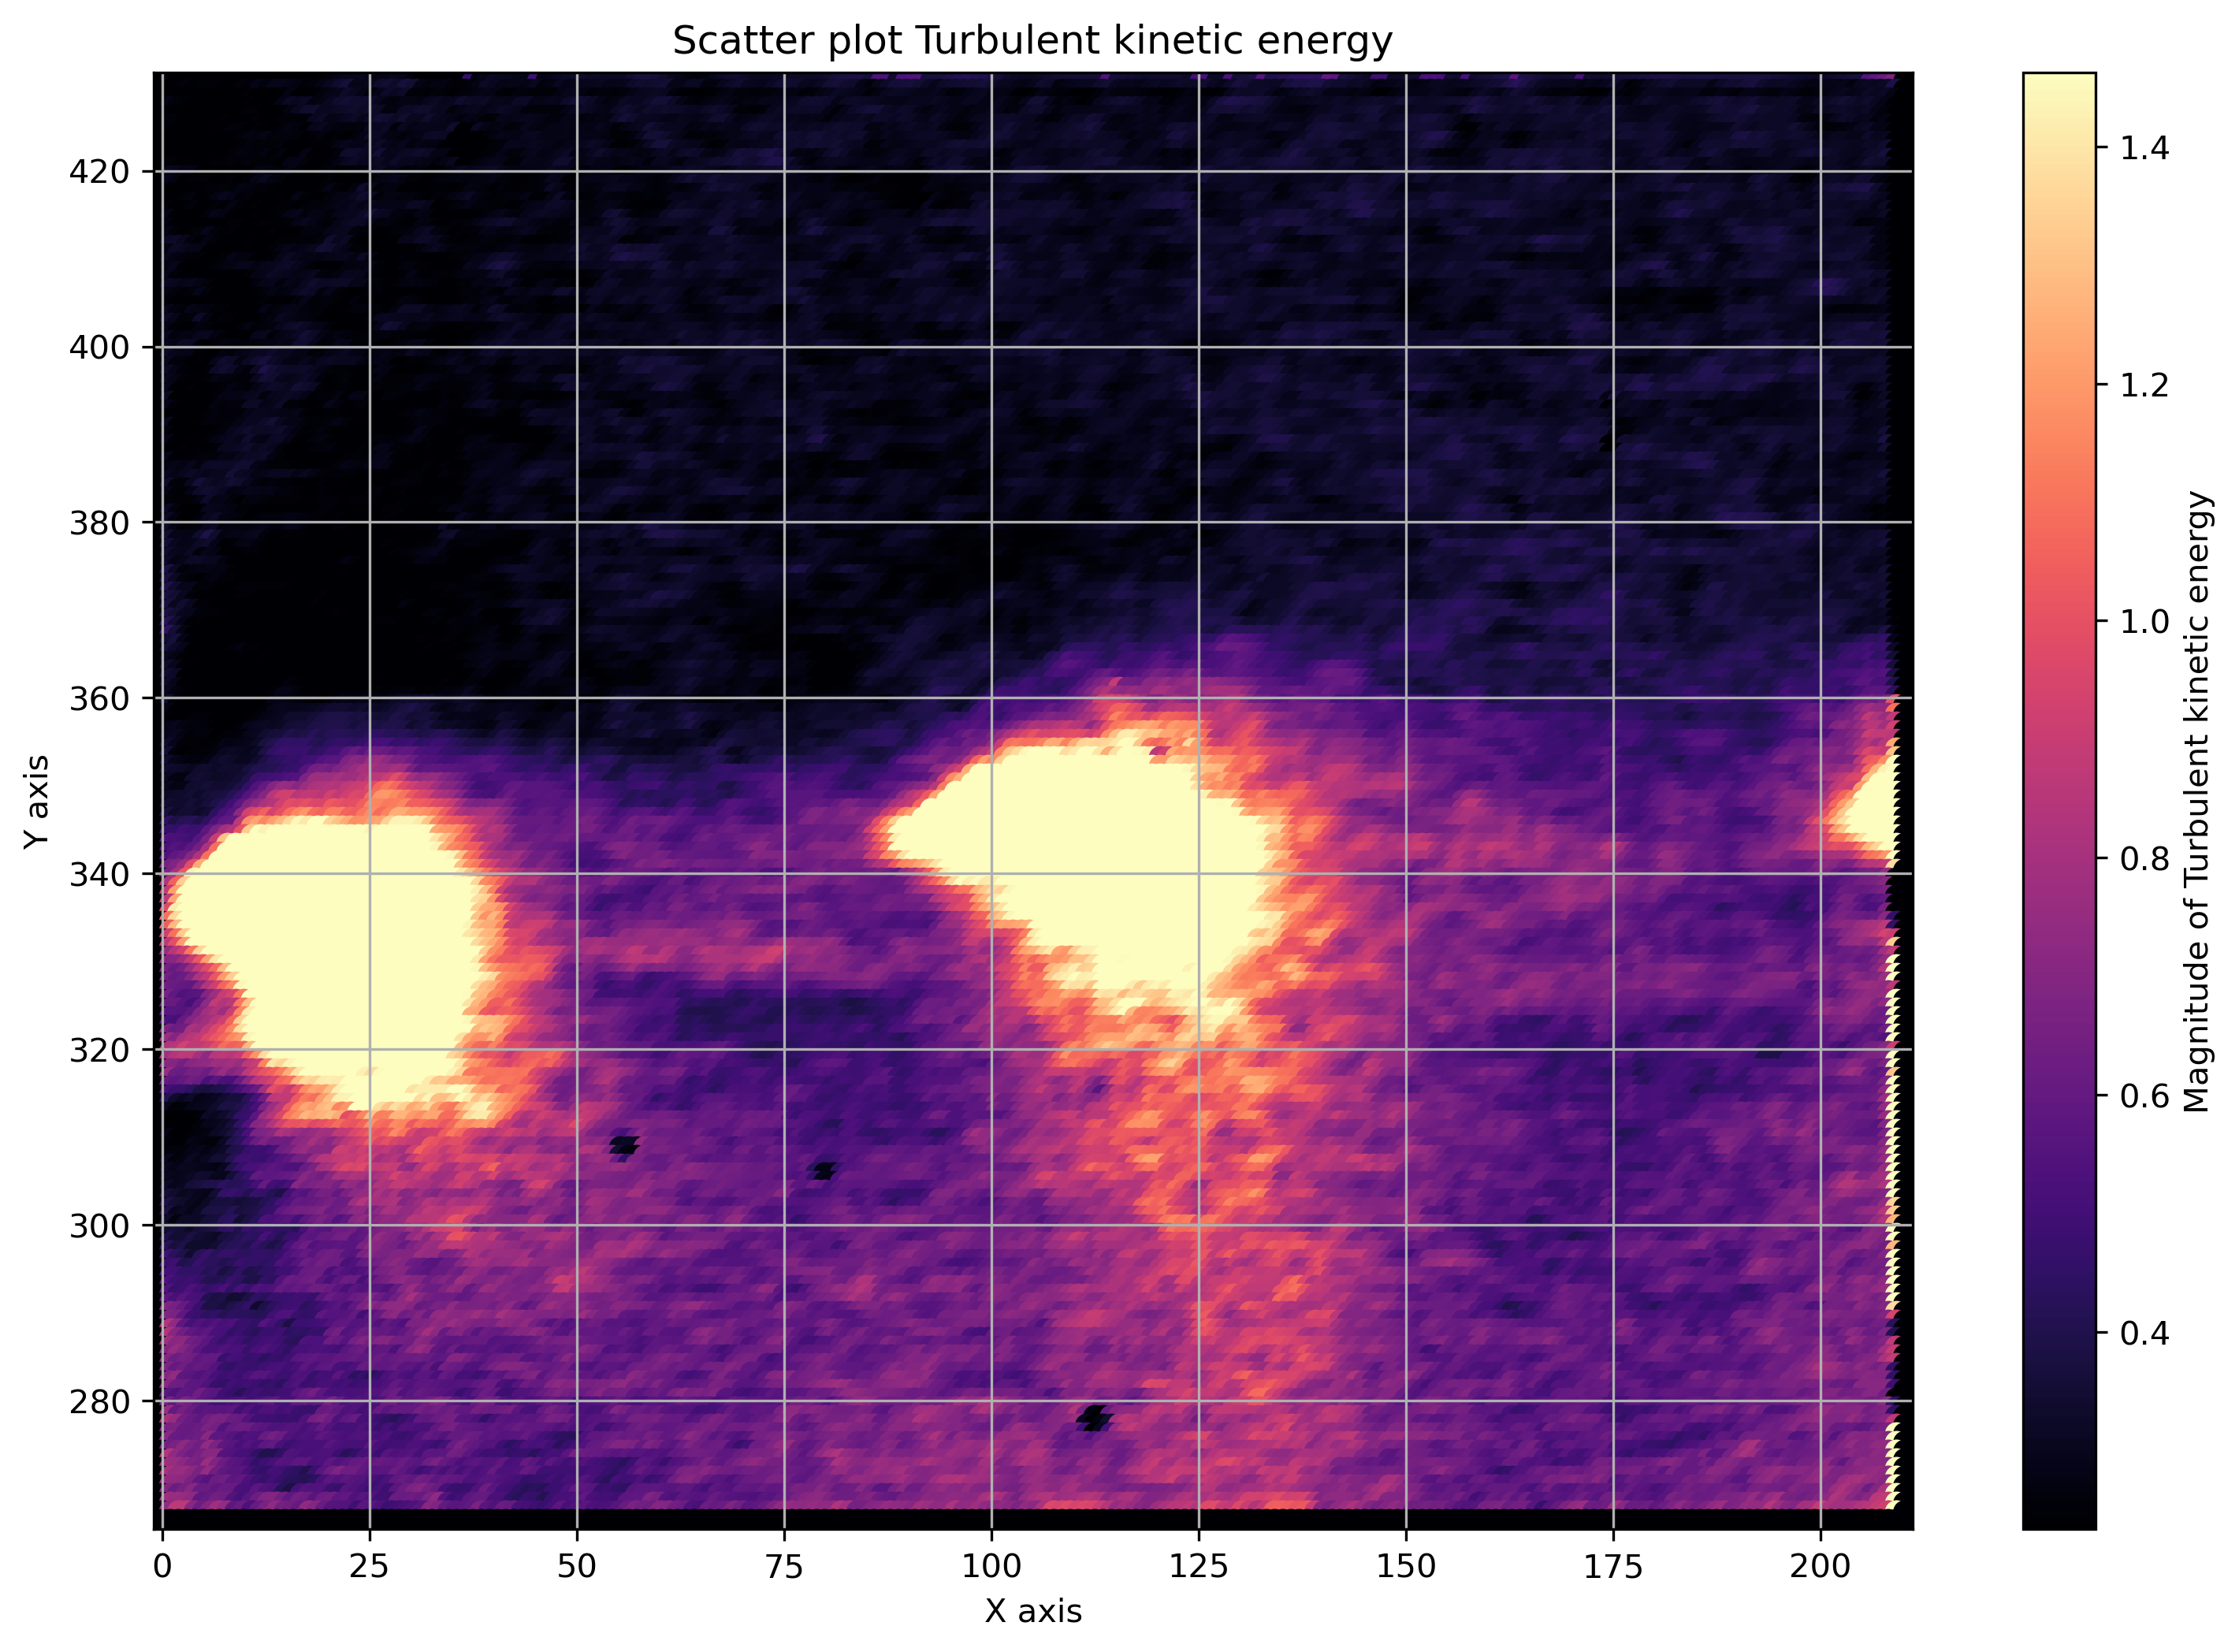 Scatter plot Turbulent kinetic energy
420
400
380
360
340
320
300
280
Y axis
0 25 50 75 100 125 150 175 200
X axis
1.4
1.2
1.0
0.8
0.6
0.4
Magnitude of Turbulent kinetic energy